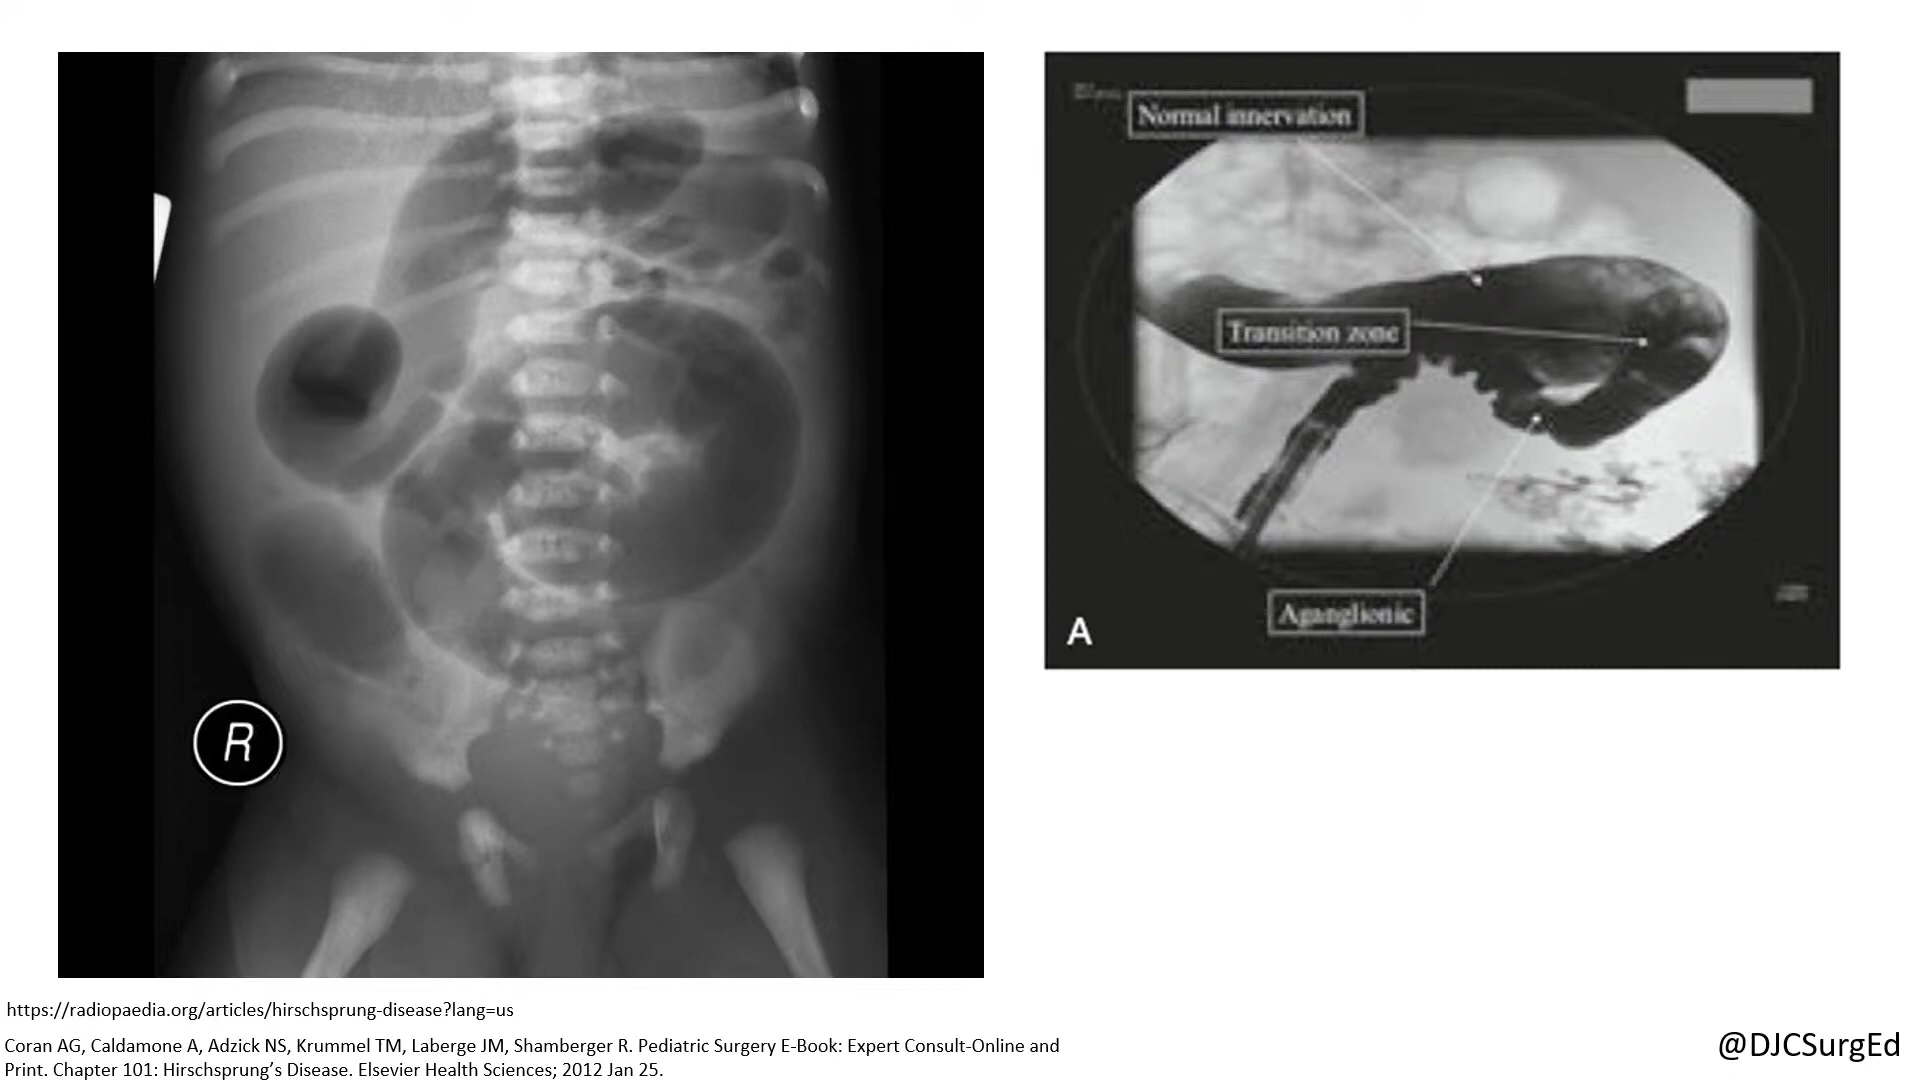 Normal innervation
Transition zone
Aganglionic
A
R
https://radiopaedia.org/articles/hirschsprung-disease?lang=us
Coran AG, Caldamone A, Adzick NS, Krummel TM, Laberge JM, Shamberger R. Pediatric Surgery E-Book: Expert Consult-Online and
Print. Chapter 101: Hirschsprung’s Disease. Elsevier Health Sciences; 2012 Jan 25.
@DJCSurgEd